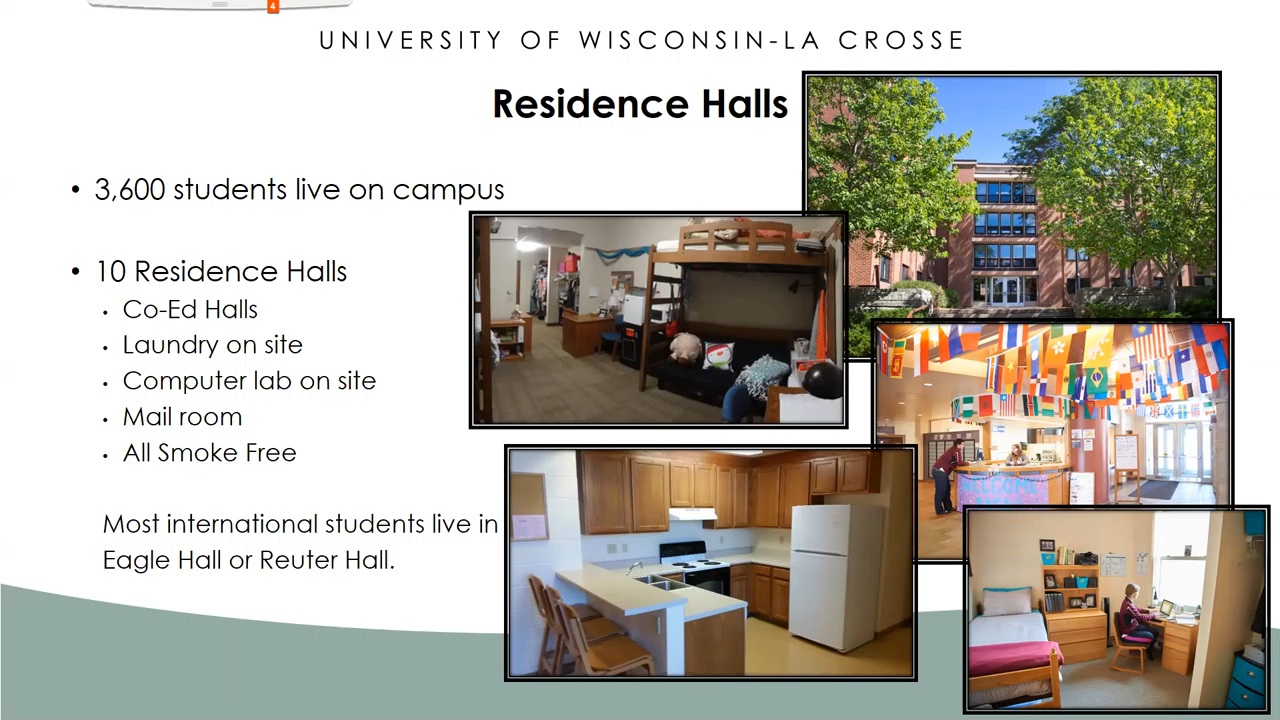 4
UNIVERSITY OF WISCONSIN-LA CROSSE
Residence Halls
• 3,600 students live on campus
• 10 Residence Halls
• Co-Ed Halls
• Laundry on site
• Computer lab on site
• Mail room
• All Smoke Free
Most international students live in
Eagle Hall or Reuter Hall.
WELCOME